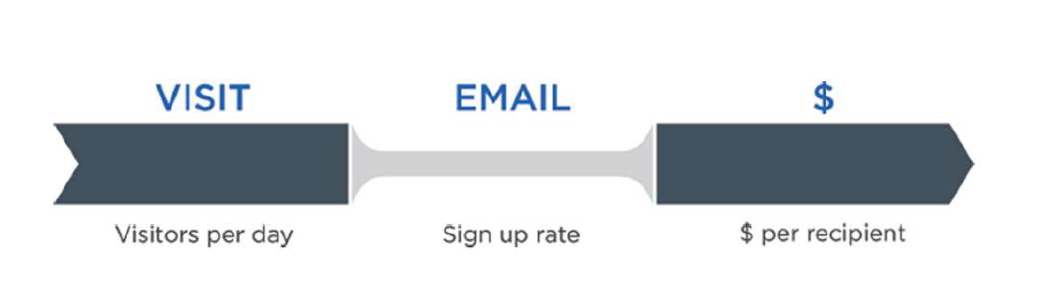 VISIT
EMAIL
$
Visitors per day
Sign up rate
$ per recipient